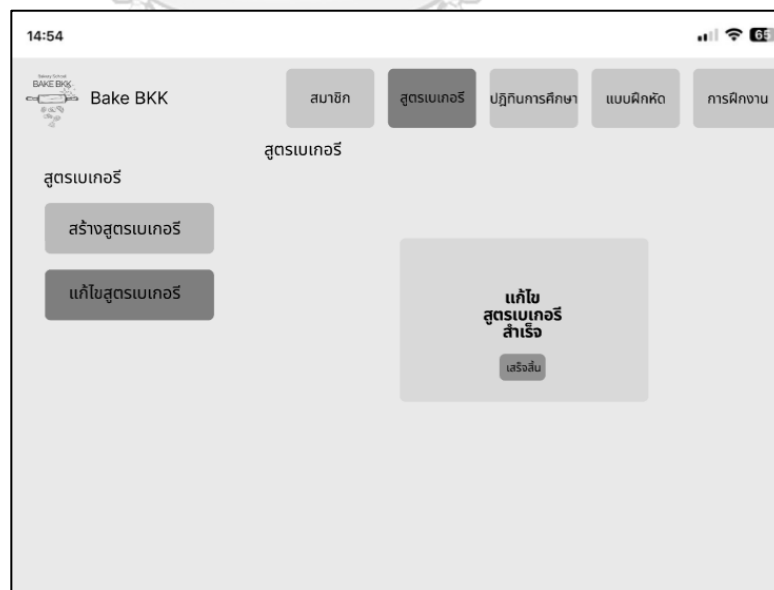 14:54
65
Bakery School
BAKE BKK
Bake BKK
สมาชิก
สูตรเบเกอรี
ปฏิทินการศึกษา
แบบฝึกหัด
การฝึกงาน
สูตรเบเกอรี
สูตรเบเกอรี
สร้างสูตรเบเกอรี
แก้ไขสูตรเบเกอรี
แก้ไข
สูตรเบเกอรี
สำเร็จ
เสร็จสิ้น